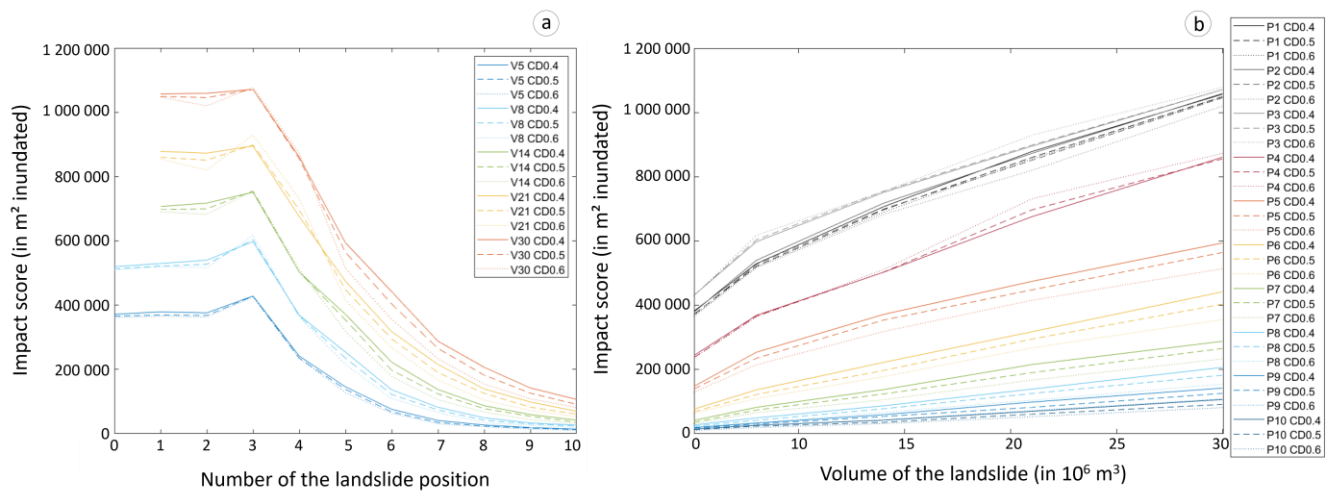 a
b
1 200 000
1 000 000
800 000
600 000
400 000
200 000
0
Impact score (in m² inundated)
0 1 2 3 4 5 6 7 8 9 10
Number of the landslide position
V5 CD0.4
V5 CD0.5
V5 CD0.6
V8 CD0.4
V8 CD0.5
V8 CD0.6
V14 CD0.4
V14 CD0.5
V14 CD0.6
V21 CD0.4
V21 CD0.5
V21 CD0.6
V30 CD0.4
V30 CD0.5
V30 CD0.6
1 200 000
1 000 000
800 000
600 000
400 000
200 000
0
Impact score (in m² inundated)
0 10 15 20 25 30
Volume of the landslide (in 10⁶ m³)
P1 CD0.4
P1 CD0.5
P1 CD0.6
P2 CD0.4
P2 CD0.5
P2 CD0.6
P3 CD0.4
P3 CD0.5
P3 CD0.6
P4 CD0.4
P4 CD0.5
P4 CD0.6
P5 CD0.4
P5 CD0.5
P5 CD0.6
P6 CD0.4
P6 CD0.5
P6 CD0.6
P7 CD0.4
P7 CD0.5
P7 CD0.6
P8 CD0.4
P8 CD0.5
P8 CD0.6
P9 CD0.4
P9 CD0.5
P9 CD0.6
P10 CD0.4
P10 CD0.5
P10 CD0.6